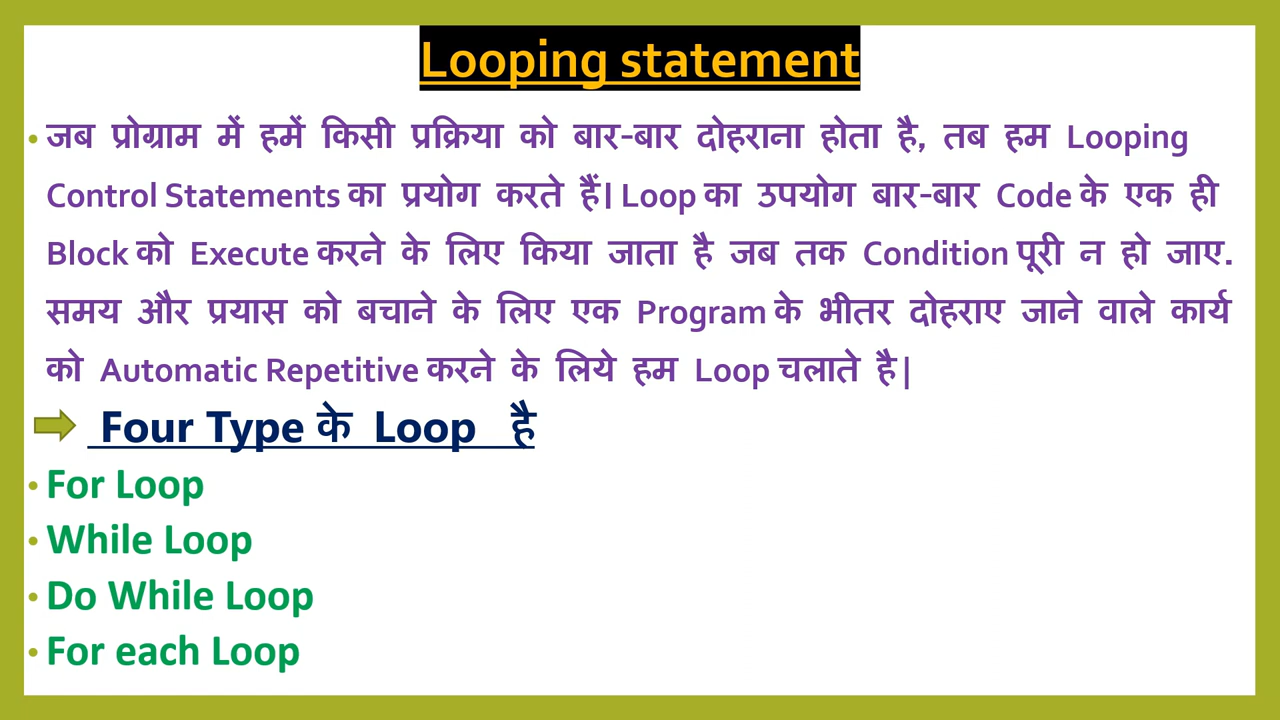 Looping statement
• जब प्रोग्राम में हमें किसी प्रक्रिया को बार-बार दोहराना होता है, तब हम Looping
Control Statements का प्रयोग करते हैं। Loop का उपयोग बार-बार Code के एक ही
Block को Execute करने के लिए किया जाता है जब तक Condition पूरी न हो जाए.
समय और प्रयास को बचाने के लिए एक Program के भीतर दोहराए जाने वाले कार्य
को Automatic Repetitive करने के लिये हम Loop चलाते है|
Four Type के Loop है
• For Loop
• While Loop
• Do While Loop
• For each Loop